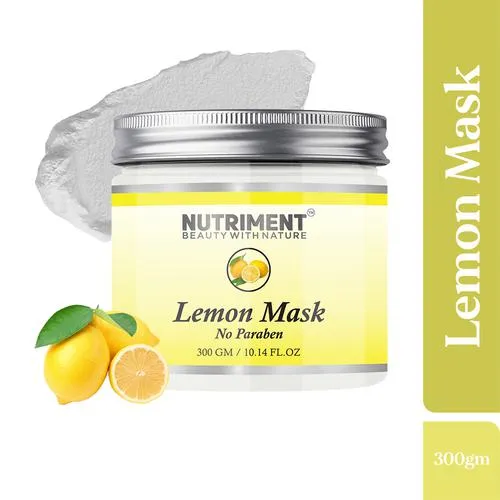 NUTRIMENT™
BEAUTY WITH NATURE
Lemon Mask
No Paraben
300 GM / 10.14 FL.OZ
Lemon Mask
300gm